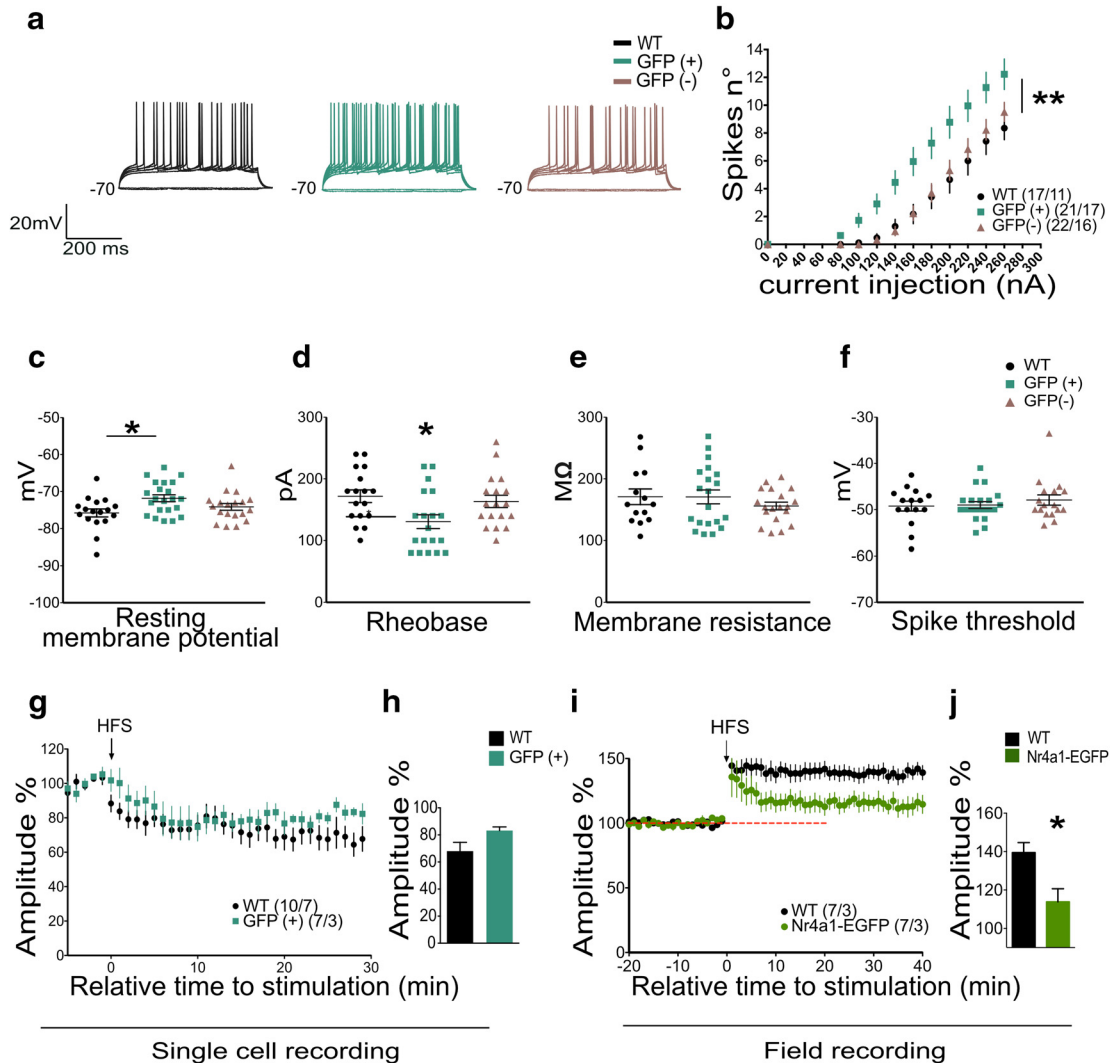 a
WT
GFP (+)
GFP (-)
-70
-70
-70
20mV
200 ms
b
Spikes n°
14
12
10
8
6
4
2
0
**
WT (17/11)
GFP (+) (21/17)
GFP(-) (22/16)
0 20 40 60 80 100 120 140 160 180 200 220 240 260 280 300
current injection (nA)
c
mV
-50
-60
-70
-80
-90
-100
*
Resting
membrane potential
d
pA
300
200
100
0
*
Rheobase
e
MΩ
300
200
100
0
Membrane resistance
f
WT
GFP (+)
GFP(-)
mV
-30
-40
-50
-60
-70
Spike threshold
g
HFS
Amplitude %
120
100
80
60
40
20
0
WT (10/7)
GFP (+) (7/3)
0 10 20 30
Relative time to stimulation (min)
h
WT
GFP (+)
Amplitude %
100
80
60
40
20
0
Single cell recording
i
HFS
Amplitude %
150
100
50
0
WT (7/3)
Nr4a1-EGFP (7/3)
-20 -10 0 10 20 30 40
Relative time to stimulation (min)
j
WT
Nr4a1-EGFP
Amplitude %
160
140
120
100
*
Field recording